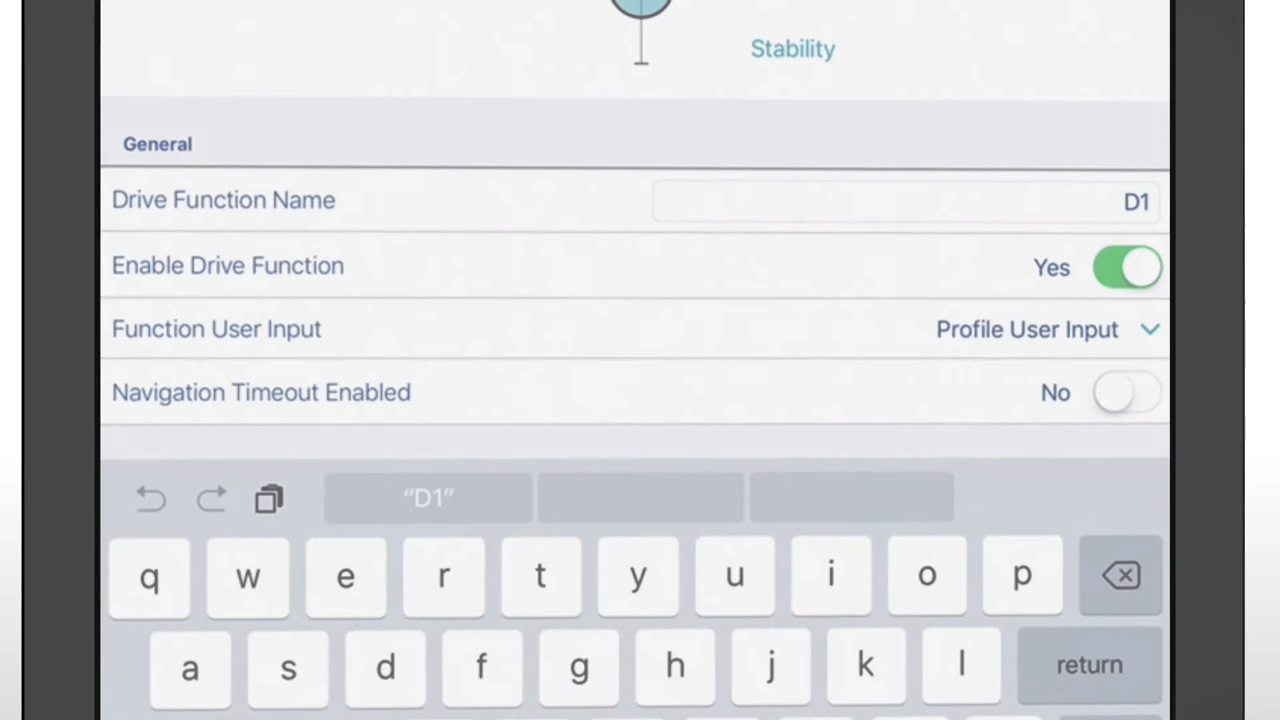 Stability
General
Drive Function Name D1
Enable Drive Function Yes
Function User Input Profile User Input
Navigation Timeout Enabled No
“D1”
q w e r t y u i o p
a s d f g h j k l return